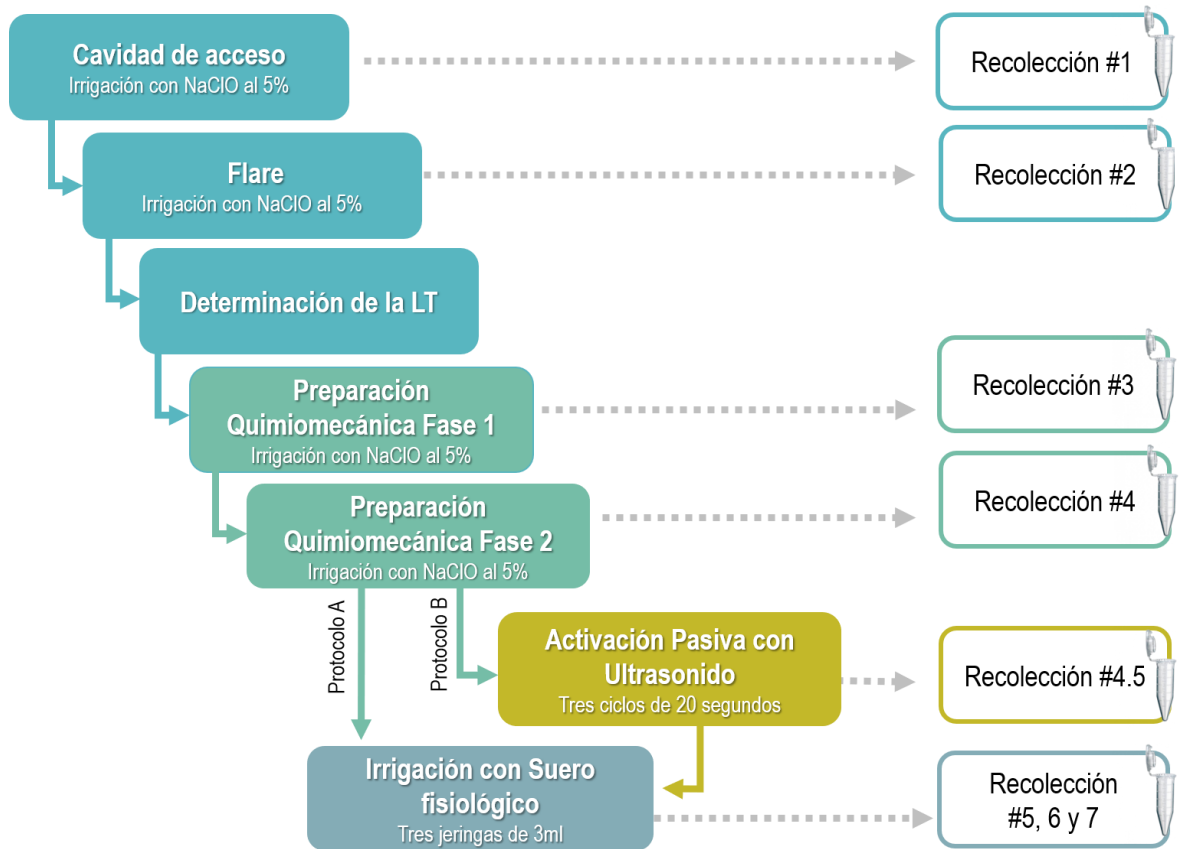 Cavidad de acceso
Irrigación con NaClO al 5%
Recolección #1
Flare
Irrigación con NaClO al 5%
Recolección #2
Determinación de la LT
Preparación
Quimiomecánica Fase 1
Irrigación con NaClO al 5%
Recolección #3
Preparación
Quimiomecánica Fase 2
Irrigación con NaClO al 5%
Recolección #4
Protocolo A
Protocolo B
Activación Pasiva con
Ultrasonido
Tres ciclos de 20 segundos
Recolección #4.5
Irrigación con Suero
fisiológico
Tres jeringas de 3ml
Recolección
#5, 6 y 7